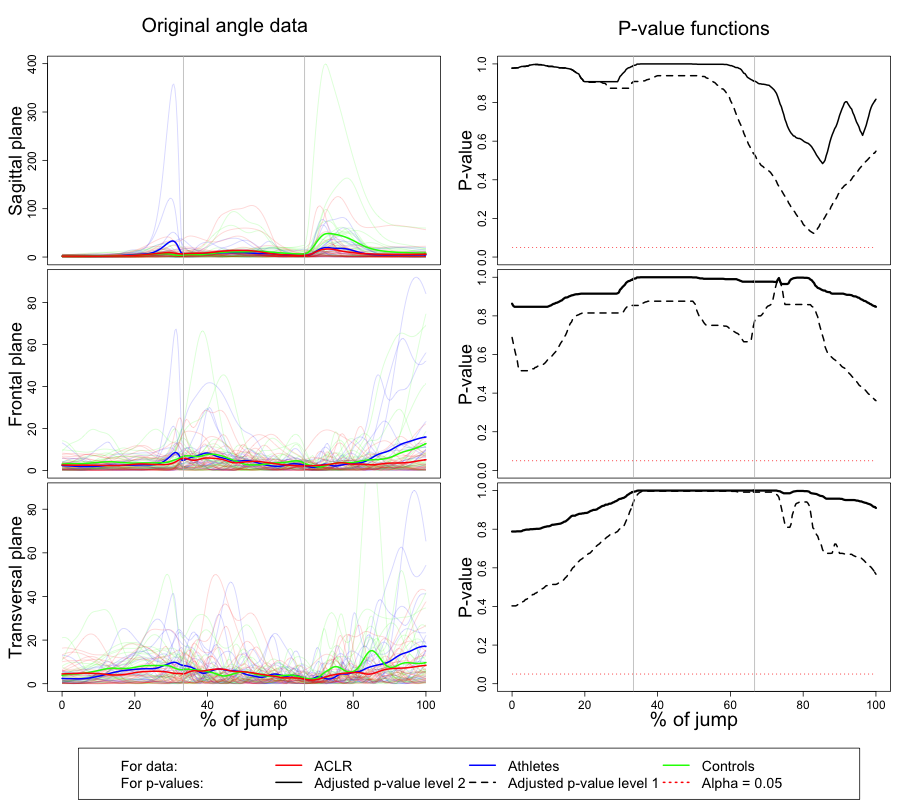 Original angle data
P-value functions
Sagittal plane
0 100 200 300 400
P-value
0.0 0.2 0.4 0.6 0.8 1.0
Frontal plane
0 20 40 60 80
P-value
0.0 0.2 0.4 0.6 0.8 1.0
Transversal plane
0 20 40 60 80
P-value
0.0 0.2 0.4 0.6 0.8 1.0
0 20 40 60 80 100
% of jump
0 20 40 60 80 100
% of jump
For data: ACLR Athletes Controls
For p-values: Adjusted p-value level 2 Adjusted p-value level 1 Alpha = 0.05